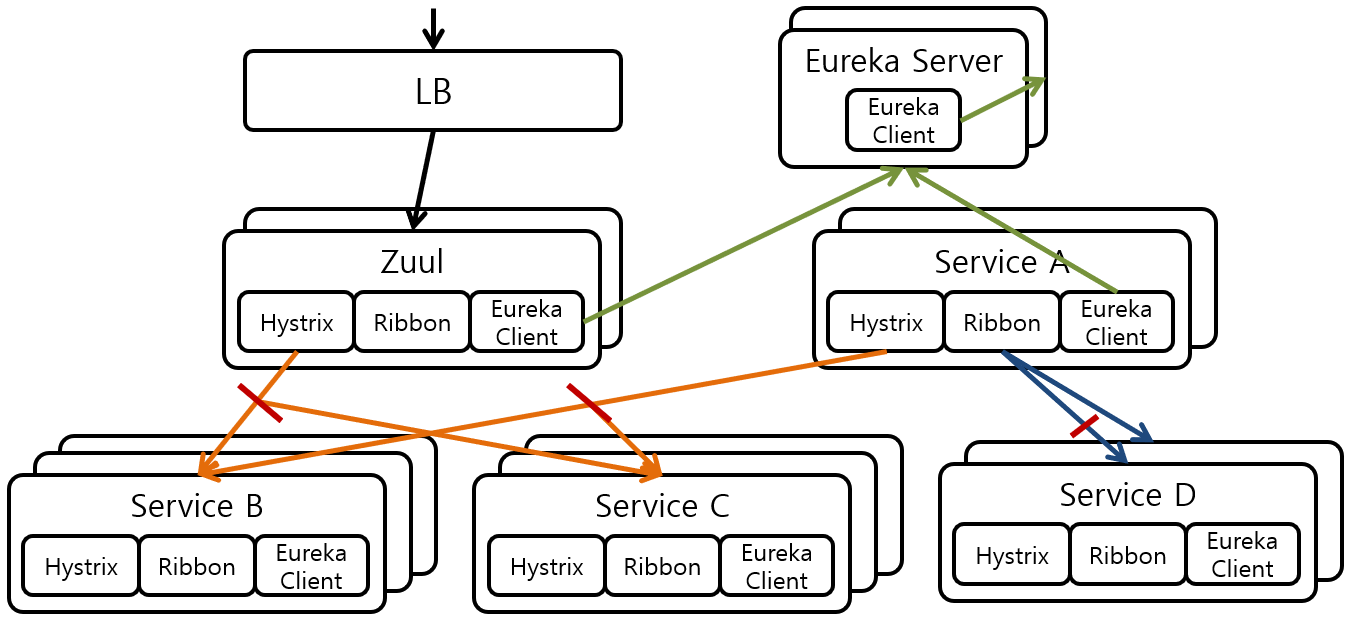 LB
Eureka Server
Eureka
Client
Zuul
Hystrix
Ribbon
Eureka
Client
Service A
Hystrix
Ribbon
Eureka
Client
Service B
Hystrix
Ribbon
Eureka
Client
Service C
Hystrix
Ribbon
Eureka
Client
Service D
Hystrix
Ribbon
Eureka
Client